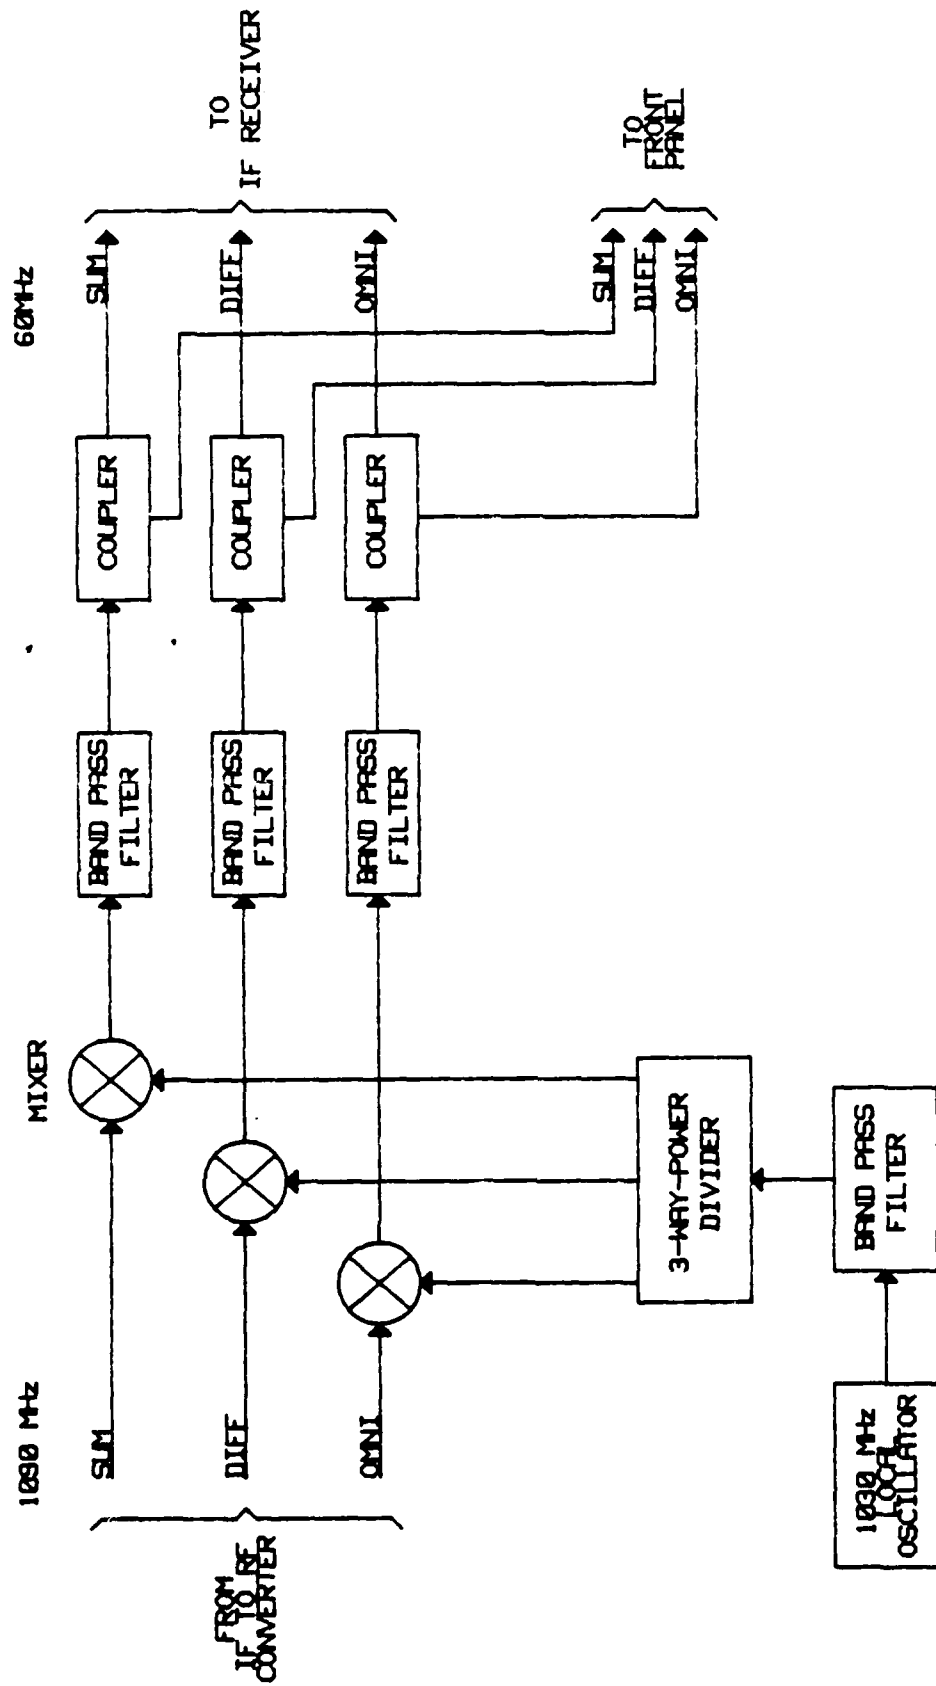 1090 MHz
MIXER
60MHz
FROM
IF TO RF
CONVERTER
SUM
DIFF
OMNI
BAND PASS
FILTER
BAND PASS
FILTER
BAND PASS
FILTER
COUPLER
COUPLER
COUPLER
SUM
DIFF
OMNI
TO
IF RECEIVER
SUM
DIFF
OMNI
TO
FRONT
PANEL
3-WAY-POWER
DIVIDER
BAND PASS
FILTER
1030 MHz
LOCAL
OSCILLATOR